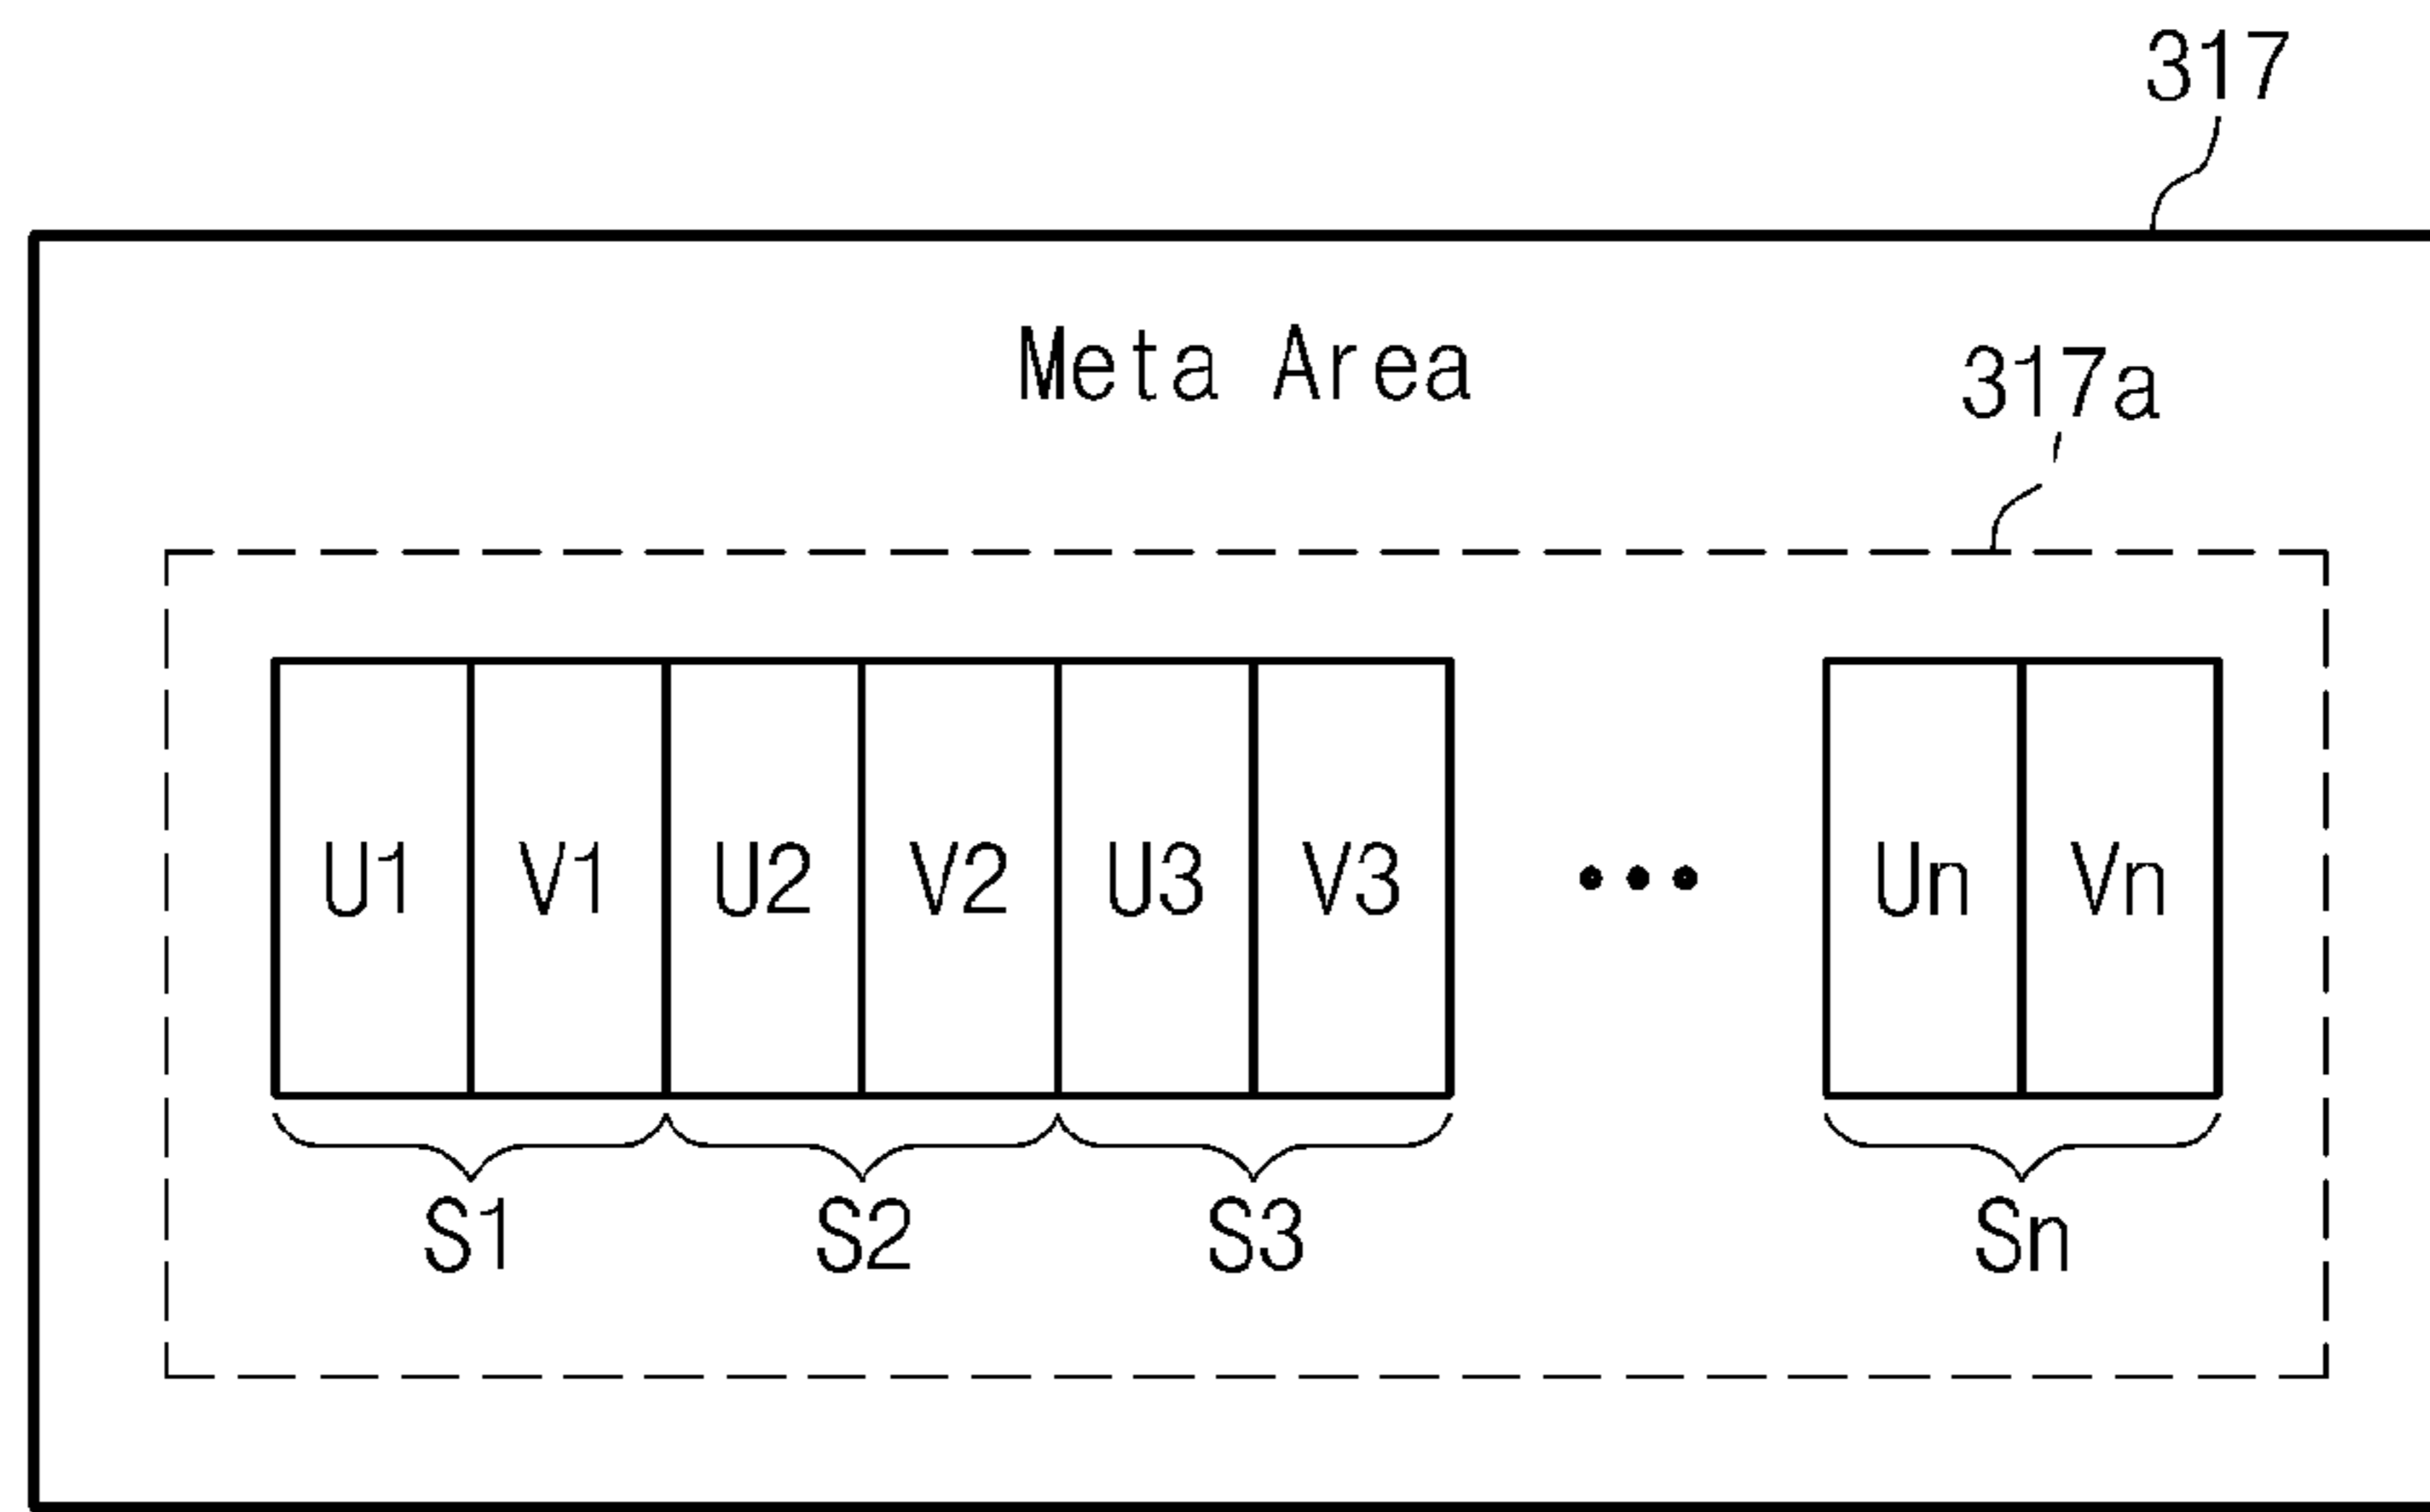 317
Meta Area
317a
U1 V1 U2 V2 U3 V3 ••• Un Vn
S1 S2 S3 Sn